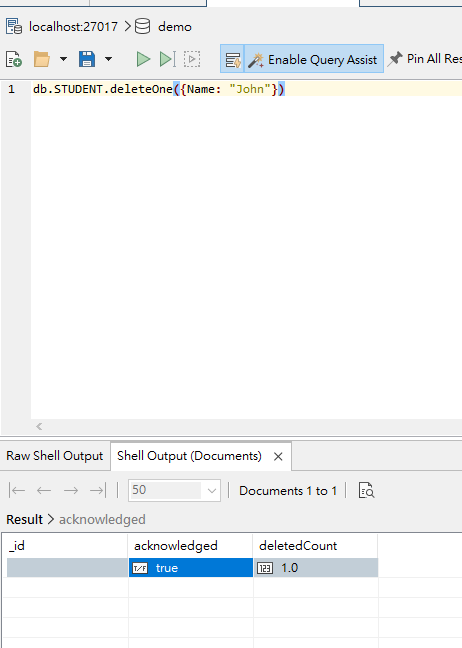 localhost:27017 demo
Enable Query Assist Pin All Res
1 db.STUDENT.deleteOne({Name: "John"})
Raw Shell Output Shell Output (Documents)
50 Documents 1 to 1
Result acknowledged
_id acknowledged deletedCount
T/F true 123 1.0